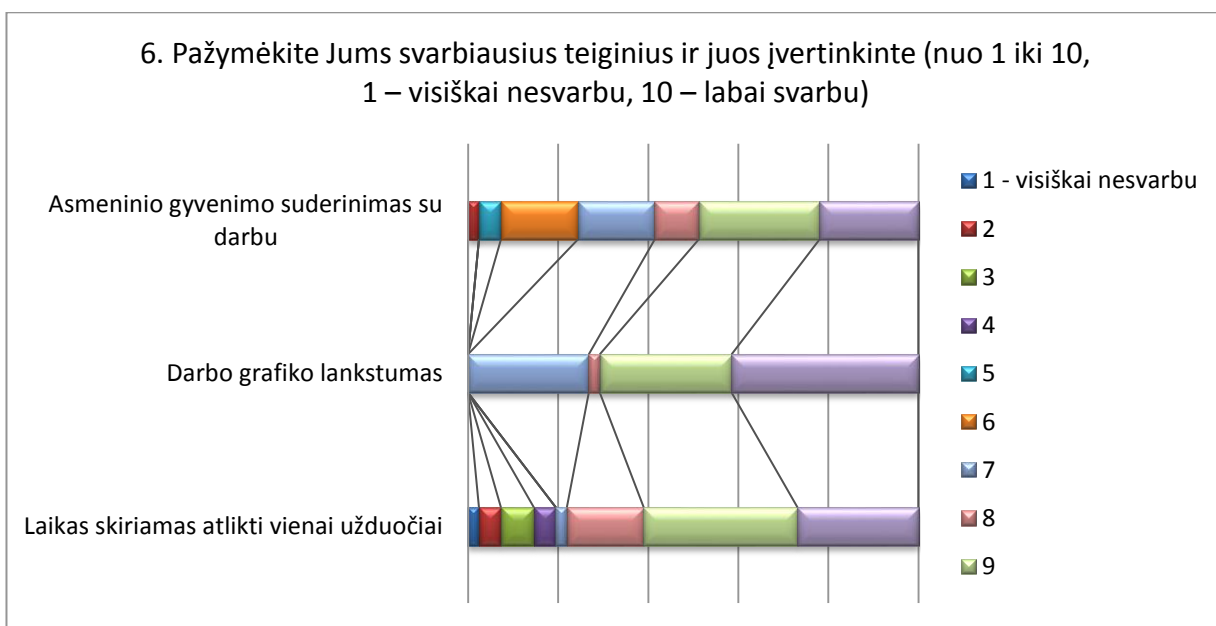 6. Pažymėkite Jums svarbiausius teiginius ir juos įvertinkinte (nuo 1 iki 10,
1 – visiškai nesvarbu, 10 – labai svarbu)
Asmeninio gyvenimo suderinimas su
darbu
Darbo grafiko lankstumas
Laikas skiriamas atlikti vienai užduočiai
1 - visiškai nesvarbu
2
3
4
5
6
7
8
9